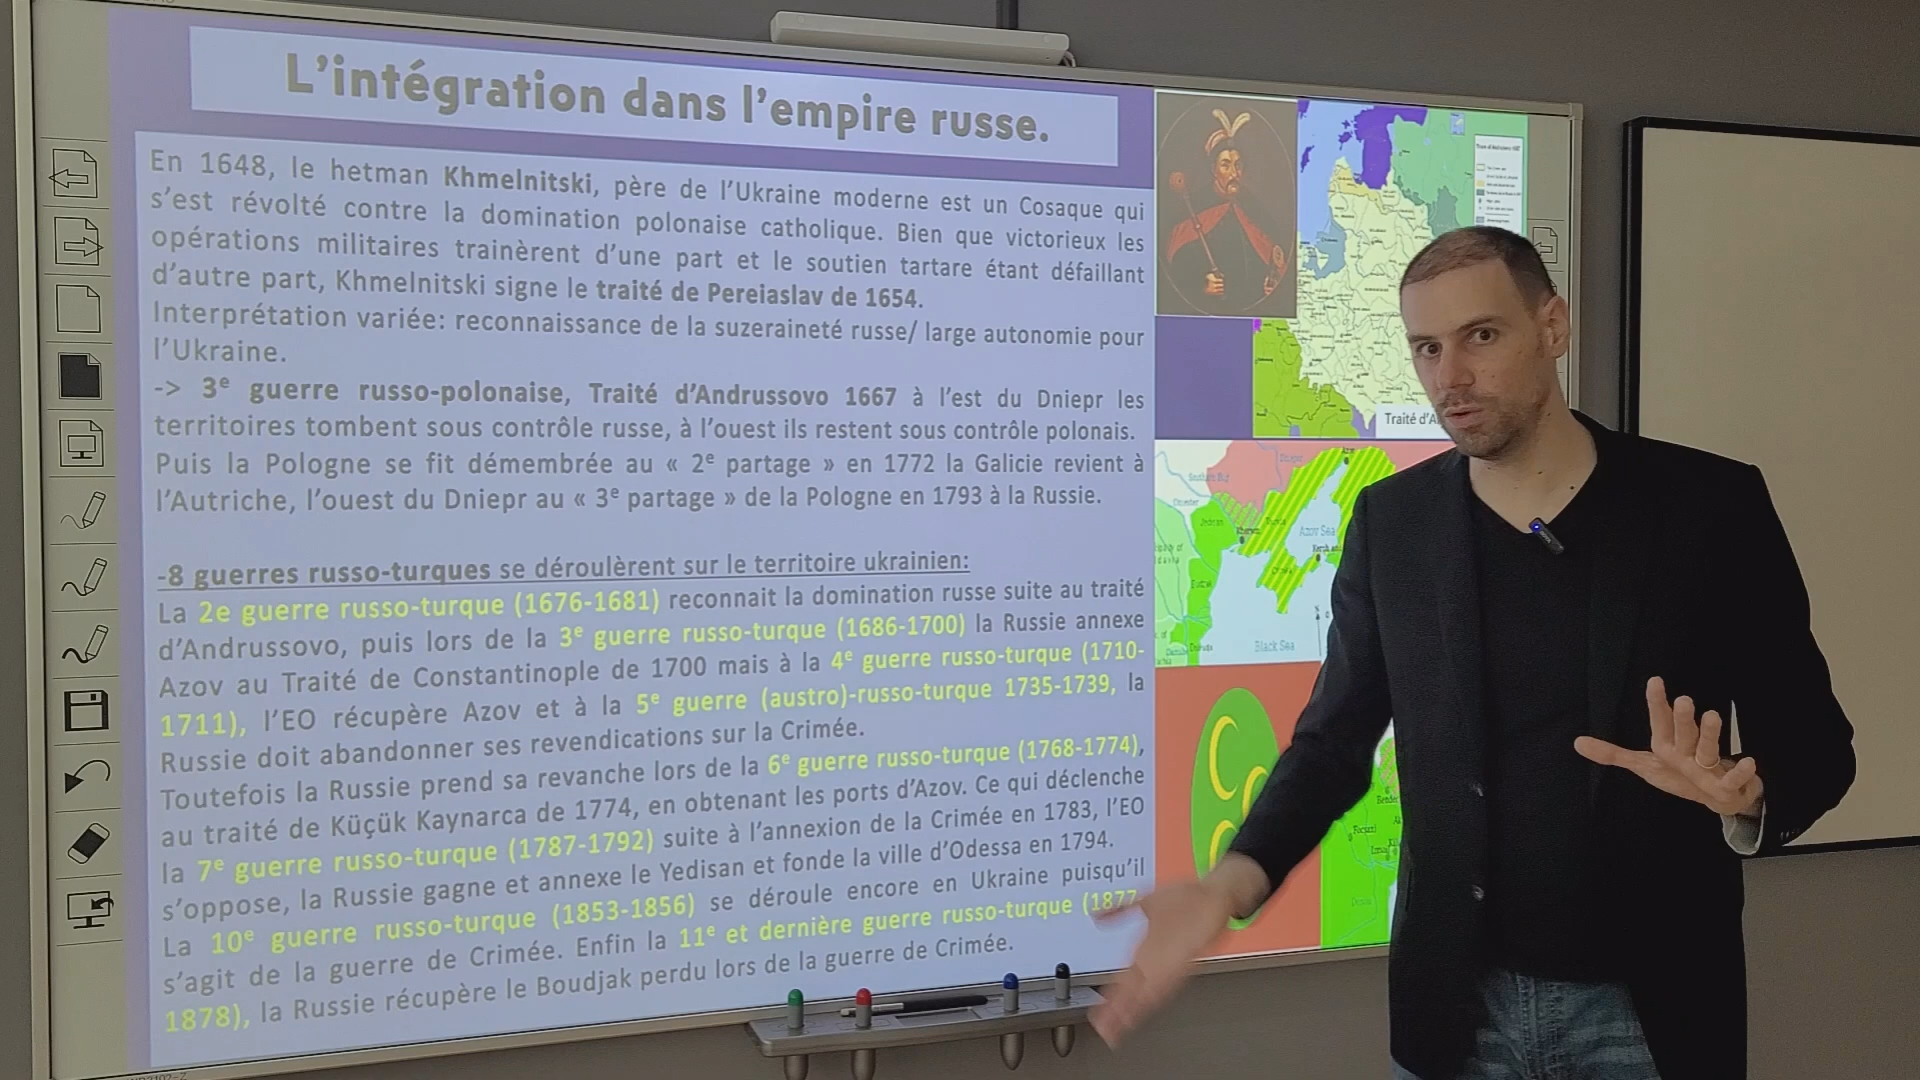 L'intégration dans l'empire russe.
En 1648, le hetman Khmelnitski, père de l'Ukraine moderne est un Cosaque qui
s'est révolté contre la domination polonaise catholique. Bien que victorieux les
opérations militaires trainèrent d'une part et le soutien tartare étant défaillant
d'autre part, Khmelnitski signe le traité de Pereiaslav de 1654.
Interprétation variée: reconnaissance de la suzeraineté russe/ large autonomie pour
l'Ukraine.
-> 3e guerre russo-polonaise, Traité d'Andrussovo 1667 à l'est du Dniepr les
territoires tombent sous contrôle russe, à l'ouest ils restent sous contrôle polonais.
Puis la Pologne se fit démembrée au « 2e partage » en 1772 la Galicie revient à
l'Autriche, l'ouest du Dniepr au « 3e partage » de la Pologne en 1793 à la Russie.
-8 guerres russo-turques se déroulèrent sur le territoire ukrainien:
La 2e guerre russo-turque (1676-1681) reconnait la domination russe suite au traité
d'Andrussovo, puis lors de la 3e guerre russo-turque (1686-1700) la Russie annexe
Azov au Traité de Constantinople de 1700 mais à la 4e guerre russo-turque (1710-
1711), l'EO récupère Azov et à la 5e guerre (austro)-russo-turque 1735-1739, la
Russie doit abandonner ses revendications sur la Crimée.
Toutefois la Russie prend sa revanche lors de la 6e guerre russo-turque (1768-1774),
au traité de Küçük Kaynarca de 1774, en obtenant les ports d'Azov. Ce qui déclenche
la 7e guerre russo-turque (1787-1792) suite à l'annexion de la Crimée en 1783, l'EO
s'oppose, la Russie gagne et annexe le Yedisan et fonde la ville d'Odessa en 1794.
La 10e guerre russo-turque (1853-1856) se déroule encore en Ukraine puisqu'il
s'agit de la guerre de Crimée. Enfin la 11e et dernière guerre russo-turque (1877-
1878), la Russie récupère le Boudjak perdu lors de la guerre de Crimée.
Traité d'A
Azov Sea
Black Sea